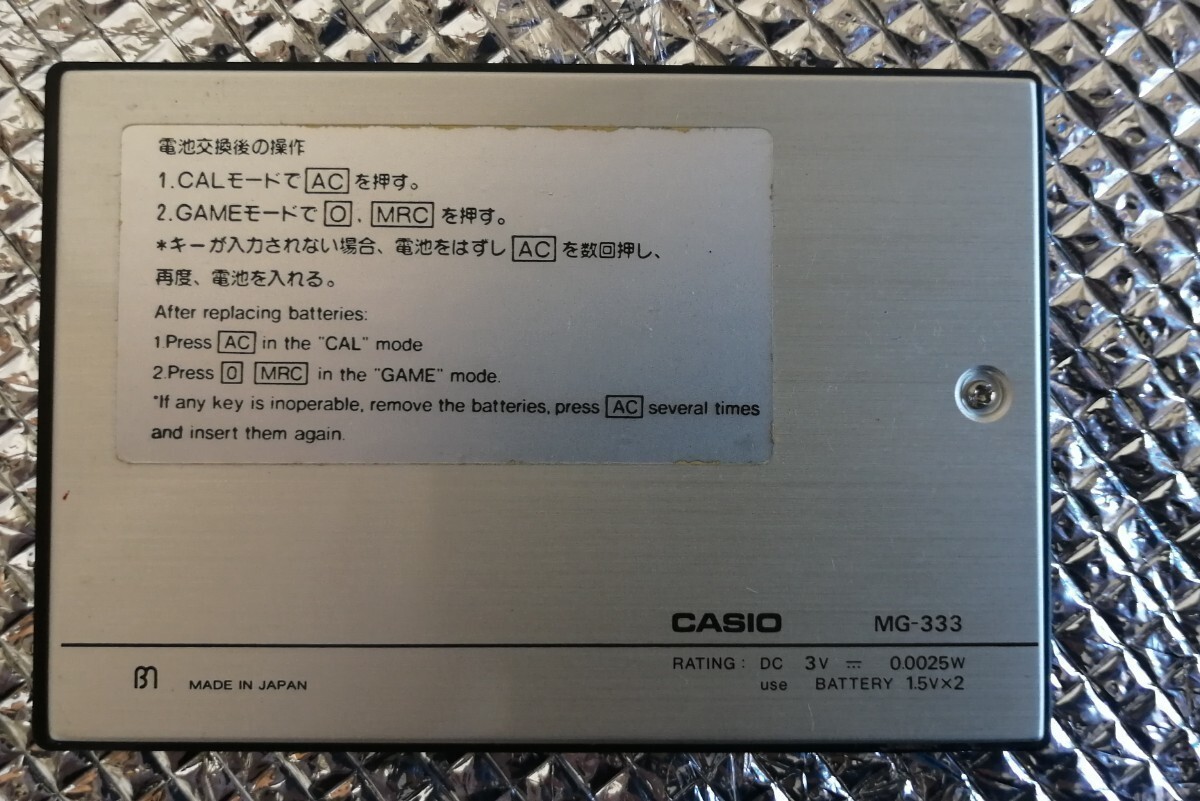 電池交換後の操作
1.CALモードで AC を押す。
2.GAMEモードで 0 、 MRC を押す。
*キーが入力されない場合、電池をはずし AC を数回押し、
再度、電池を入れる。
After replacing batteries:
1.Press AC in the "CAL" mode
2.Press 0 MRC in the "GAME" mode.
*If any key is inoperable, remove the batteries, press AC several times
and insert them again.
CASIO MG-333
RATING : DC 3V ⎓ 0.0025W
use BATTERY 1.5V×2
MADE IN JAPAN